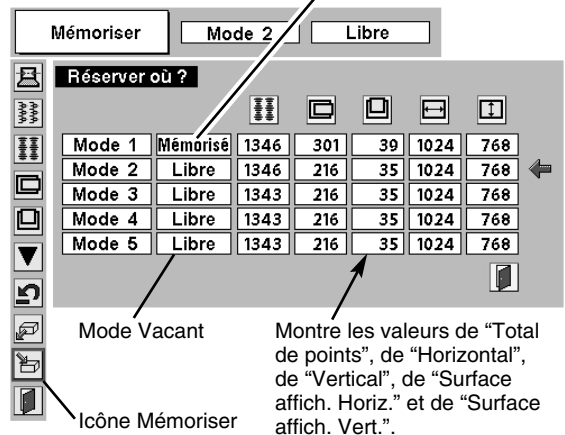 Mémoriser Mode 2 Libre
Réserver où ?
Mode 1 Mémorisé 1346 301 39 1024 768
Mode 2 Libre 1346 216 35 1024 768
Mode 3 Libre 1343 216 35 1024 768
Mode 4 Libre 1343 216 35 1024 768
Mode 5 Libre 1343 216 35 1024 768
Mode Vacant
Montre les valeurs de “Total
de points”, de “Horizontal”,
de “Vertical”, de “Surface
affich. Horiz.” et de “Surface
affich. Vert.”.
Icône Mémoriser